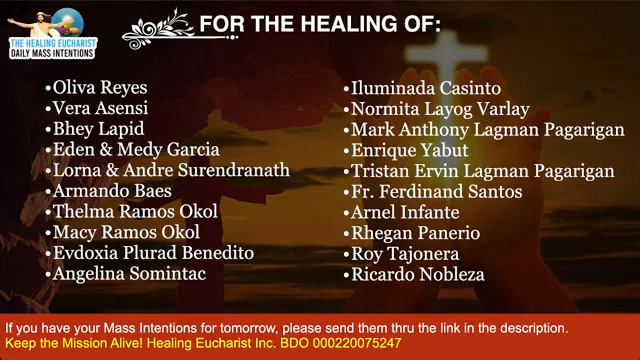 THE HEALING EUCHARIST
DAILY MASS INTENTIONS
FOR THE HEALING OF:
•Oliva Reyes
•Vera Asensi
•Bhey Lapid
•Eden & Medy Garcia
•Lorna & Andre Surendranath
•Armando Baes
•Thelma Ramos Okol
•Macy Ramos Okol
•Evdoxia Plurad Benedito
•Angelina Somintac
•Iluminada Casinto
•Normita Layog Varlay
•Mark Anthony Lagman Pagarigan
•Enrique Yabut
•Tristan Ervin Lagman Pagarigan
•Fr. Ferdinand Santos
•Arnel Infante
•Rhegan Panerio
•Roy Tajonera
•Ricardo Nobleza
If you have your Mass Intentions for tomorrow, please send them thru the link in the description.
Keep the Mission Alive! Healing Eucharist Inc. BDO 000220075247